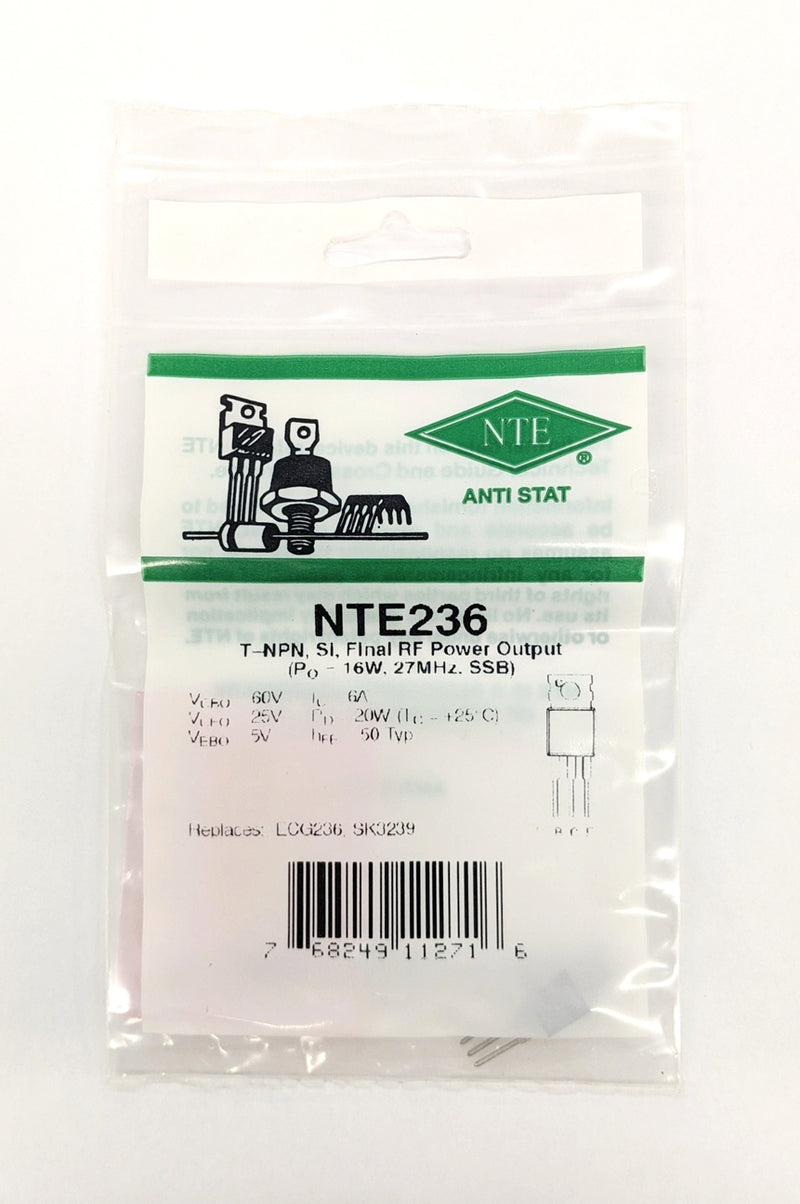 NTE
®
ANTI STAT
NTE236
T–NPN, Si, Final RF Power Output
(PO – 16W, 27MHz, SSB)
VCBO 60V IC 6A
VCEO 25V PD 20W (TC – +25°C)
VEBO 5V hFE 50 Typ
B C E
Replaces: ECG236, SK3239
7 68249 11271 6